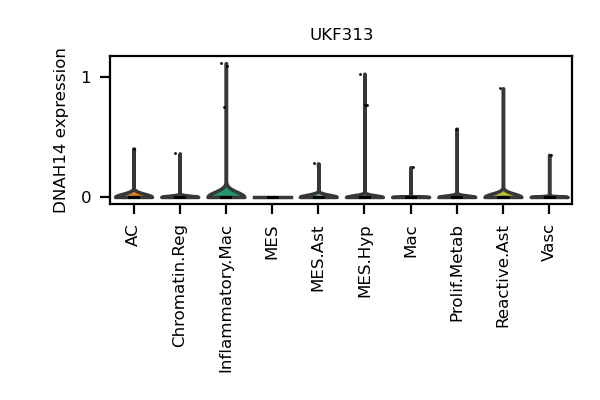 UKF313
DNAH14 expression
1
0
AC
Chromatin.Reg
Inflammatory.Mac
MES
MES.Ast
MES.Hyp
Mac
Prolif.Metab
Reactive.Ast
Vasc